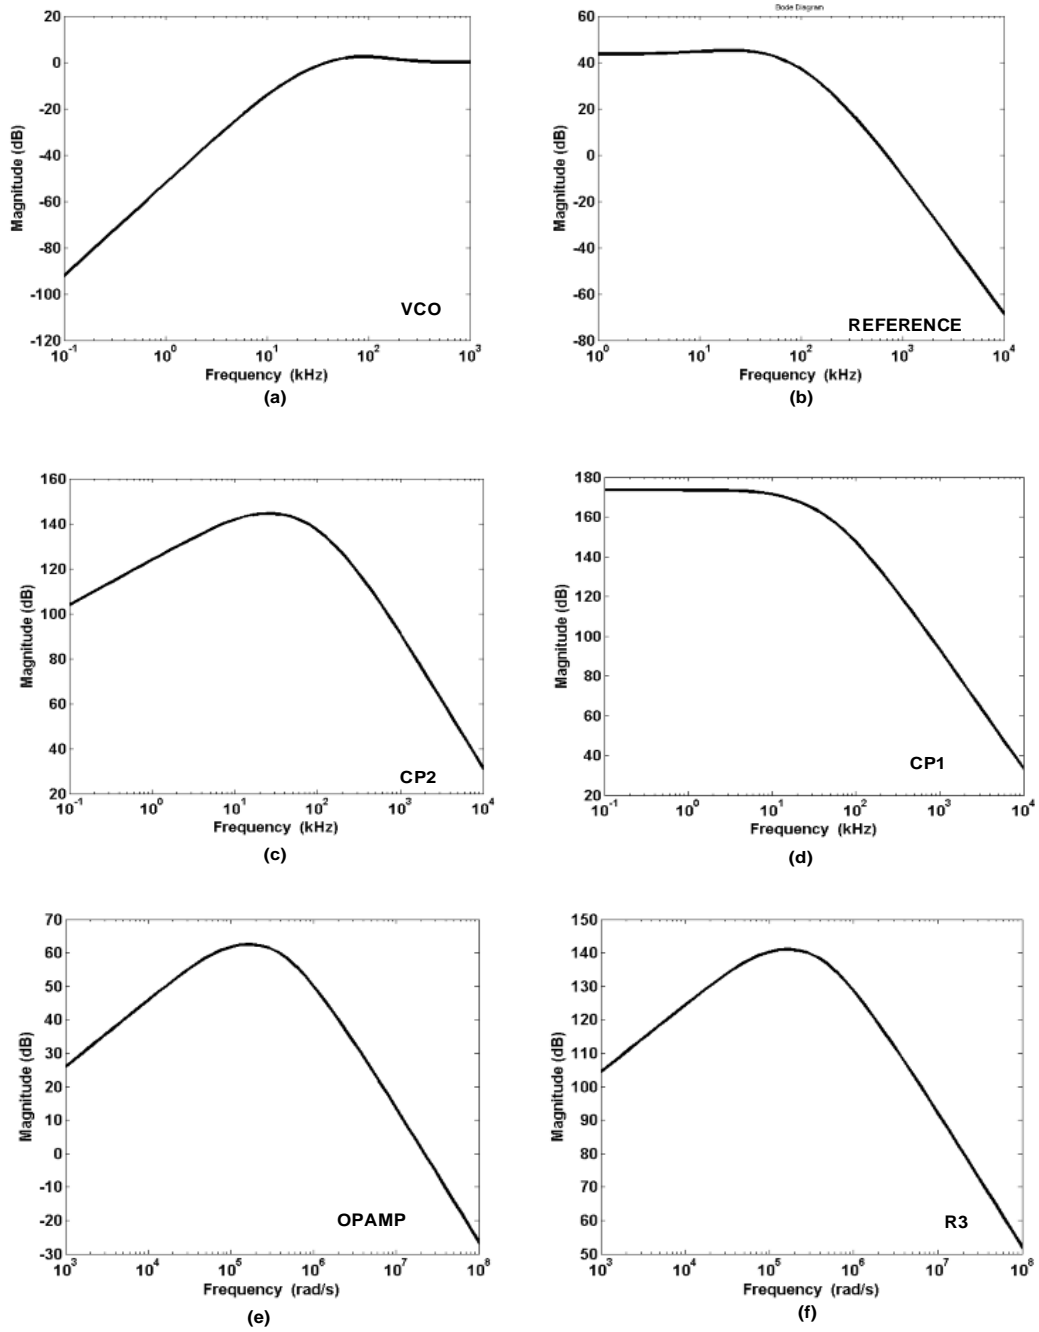 Bode Diagram
20
0
-20
-40
-60
-80
-100
-120
Magnitude (dB)
VCO
10^-1 10^0 10^1 10^2 10^3
Frequency (kHz)
(a)
60
40
20
0
-20
-40
-60
-80
Magnitude (dB)
REFERENCE
10^0 10^1 10^2 10^3 10^4
Frequency (kHz)
(b)
160
140
120
100
80
60
40
20
Magnitude (dB)
CP2
10^-1 10^0 10^1 10^2 10^3 10^4
Frequency (kHz)
(c)
180
160
140
120
100
80
60
40
20
Magnitude (dB)
CP1
10^-1 10^0 10^1 10^2 10^3 10^4
Frequency (kHz)
(d)
70
60
50
40
30
20
10
0
-10
-20
-30
Magnitude (dB)
OPAMP
10^3 10^4 10^5 10^6 10^7 10^8
Frequency (rad/s)
(e)
150
140
130
120
110
100
90
80
70
60
50
Magnitude (dB)
R3
10^3 10^4 10^5 10^6 10^7 10^8
Frequency (rad/s)
(f)